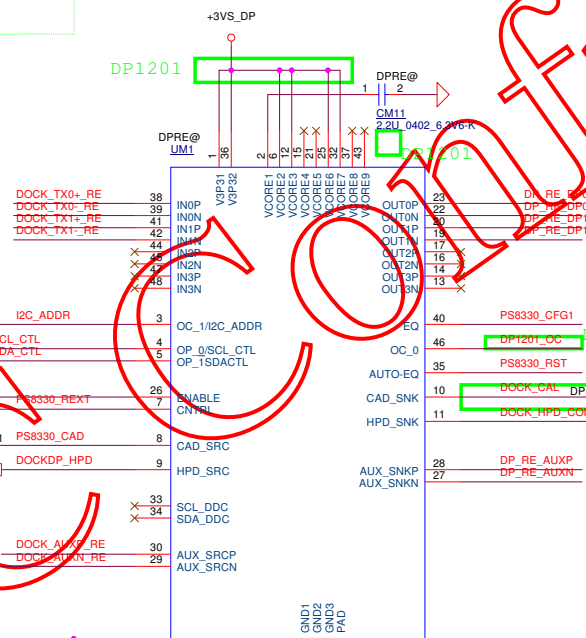 +3VS_DP
DP1201
DPRE@
1 2
CM11
2.2U_0402_6.3V6-K
DPRE@
UM1
DP1201
1 36 2 6 12 15 21 25 32 37 43
V3P31 V3P32 VCORE1 VCORE2 VCORE3 VCORE4 VCORE5 VCORE6 VCORE7 VCORE8 VCORE9
DOCK_TX0+_RE 38 IN0P OUT0P 23
DOCK_TX0-_RE 39 IN0N OUT0N 22
DOCK_TX1+_RE 41 IN1P OUT1P 20
DOCK_TX1-_RE 42 IN1N OUT1N 19
44 IN2P OUT2P 17
45 IN2N OUT2N 16
47 IN3P OUT3P 14
48 IN3N OUT3N 13
I2C_ADDR 3 OC_1/I2C_ADDR EQ 40 PS8330_CFG1
CL_CTL 4 OP_0/SCL_CTL OC_0 46 DP1201_OC
DA_CTL 5 OP_1SDACTL
AUTO-EQ 35 PS8330_RST
26 ENABLE CAD_SNK 10 DOCK_CAL DP
PS8330_REXT 7 CNTRL
HPD_SNK 11 DOCK_HPD_CO
PS8330_CAD 8 CAD_SRC
DOCKDP_HPD 9 HPD_SRC AUX_SNKP 28 DP_RE_AUXP
AUX_SNKN 27 DP_RE_AUXN
33 SCL_DDC
34 SDA_DDC
DOCK_AUXP_RE 30 AUX_SRCP
DOCK_AUXN_RE 29 AUX_SRCN
GND1 GND2 GND3 PAD
Conf